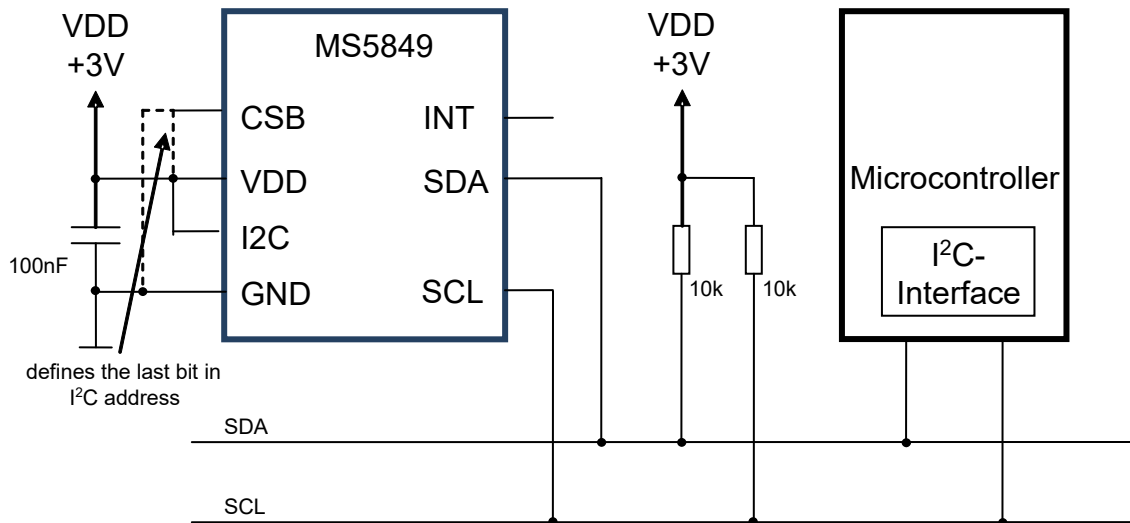 VDD
+3V
100nF
defines the last bit in
I²C address
MS5849
CSB
VDD
I2C
GND
INT
SDA
SCL
VDD
+3V
10k
10k
Microcontroller
I²C-
Interface
SDA
SCL